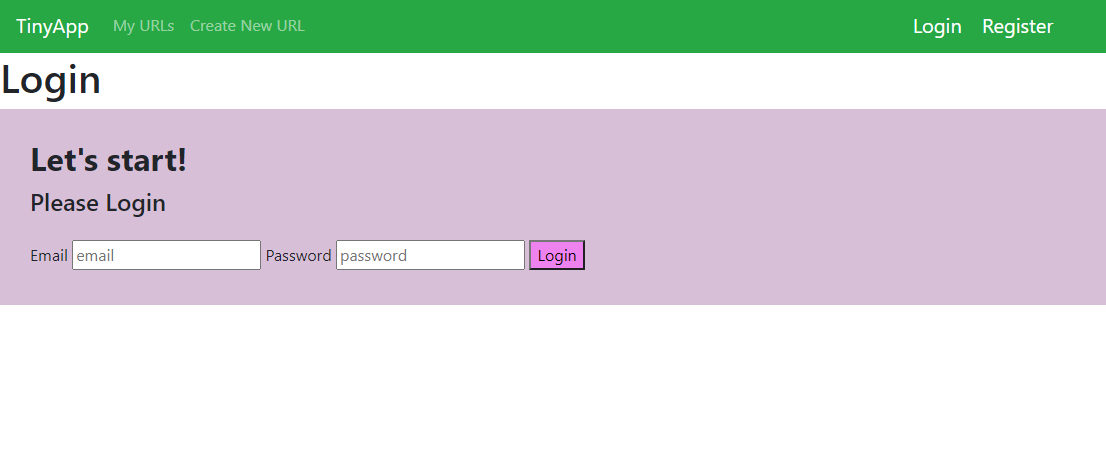 TinyApp My URLs Create New URL Login Register
Login
Let's start!
Please Login
Email email Password password Login